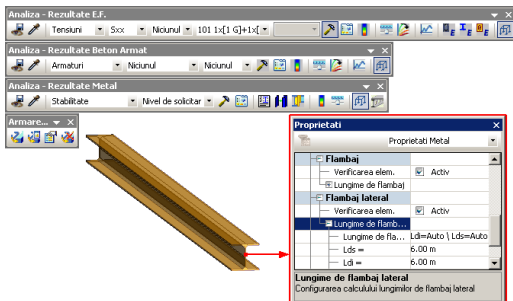 Analiza - Rezultate E.F.
Tensiuni Sxx Niciunul 101 1x[1 G]+1x[
Analiza - Rezultate Beton Armat
Armaturi Niciunul Niciunul
Analiza - Rezultate Metal
Stabilitate Nivel de solicitar
Armare...
Proprietati
Proprietati Metal
Flambaj
Verificarea elem. Activ
Lungime de flambaj
Flambaj lateral
Verificarea elem. Activ
Lungime de flamb...
Lungime de fla... Ldi=Auto \ Lds=Auto
Lds = 6.00 m
Ldi = 6.00 m
Lungime de flambaj lateral
Configurarea calculului lungimilor de flambaj lateral